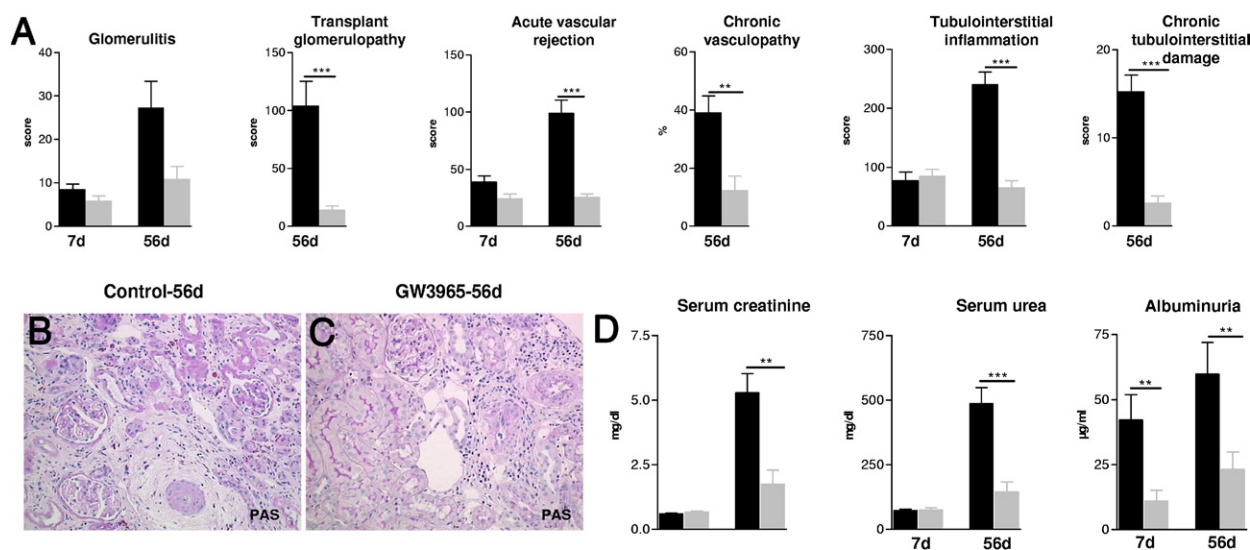 A
Glomerulitis
score
40
30
20
10
0
7d
56d
Transplant
glomerulopathy
score
150
100
50
0
***
56d
Acute vascular
rejection
score
150
100
50
0
***
7d
56d
Chronic
vasculopathy
%
60
40
20
0
**
56d
Tubulointerstitial
inflammation
score
300
200
100
0
***
7d
56d
Chronic
tubulointerstitial
damage
score
20
10
0
***
56d
Control-56d
B
PAS
GW3965-56d
C
PAS
D
Serum creatinine
mg/dl
7.5
5.0
2.5
0.0
**
Serum urea
mg/dl
750
500
250
0
***
7d
56d
Albuminuria
µg/ml
75
50
25
0
**
**
7d
56d